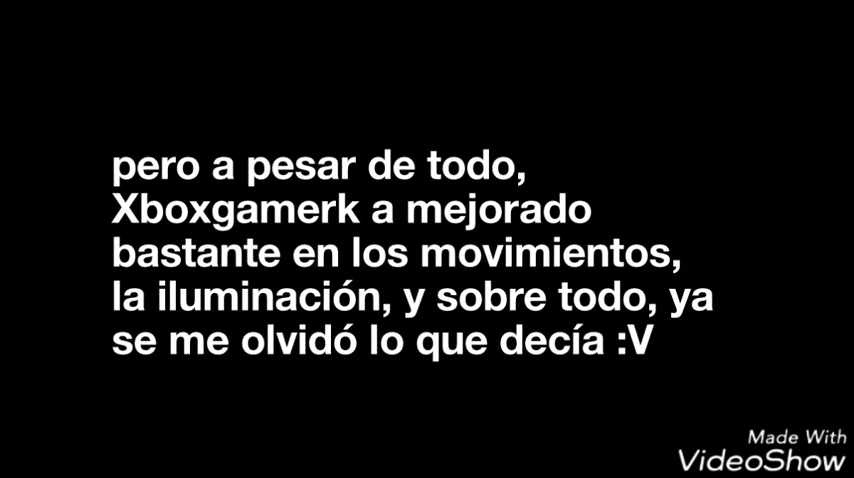 pero a pesar de todo,
Xboxgamerk a mejorado
bastante en los movimientos,
la iluminación, y sobre todo, ya
se me olvidó lo que decía :V
Made With
VideoShow